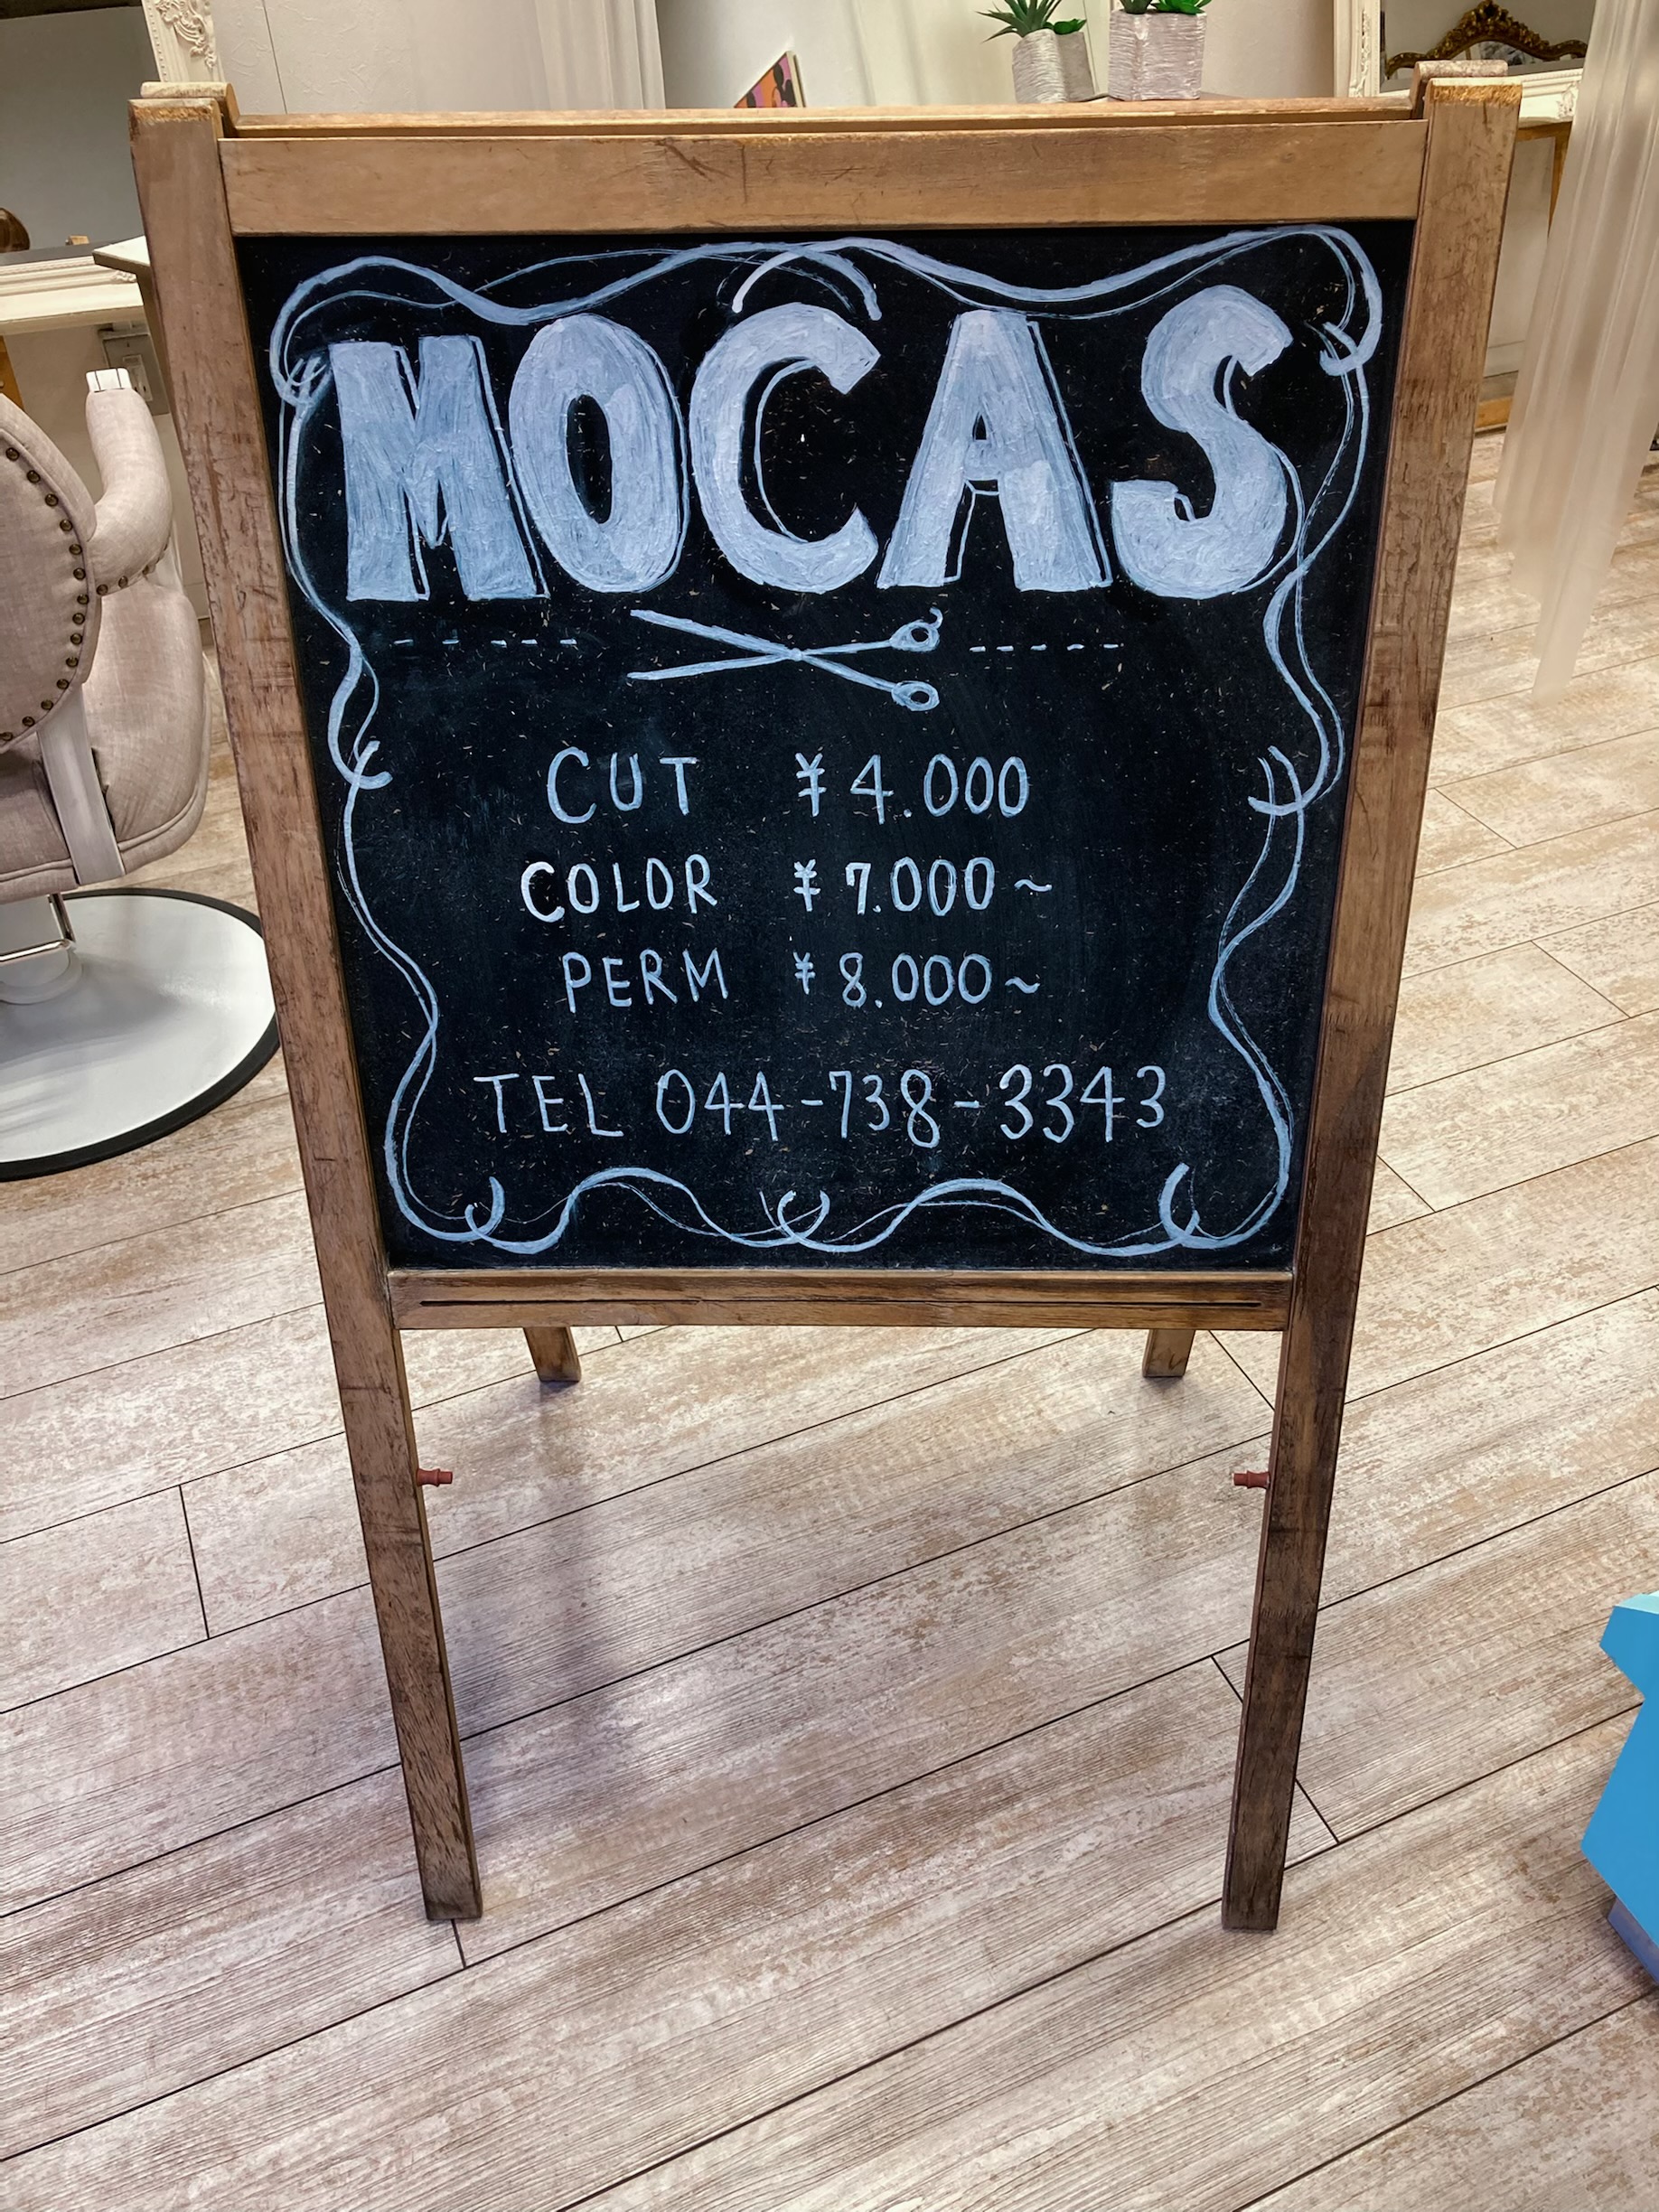 MOCAS
CUT ¥4.000
COLOR ¥7.000~
PERM ¥8.000~
TEL 044-738-3343